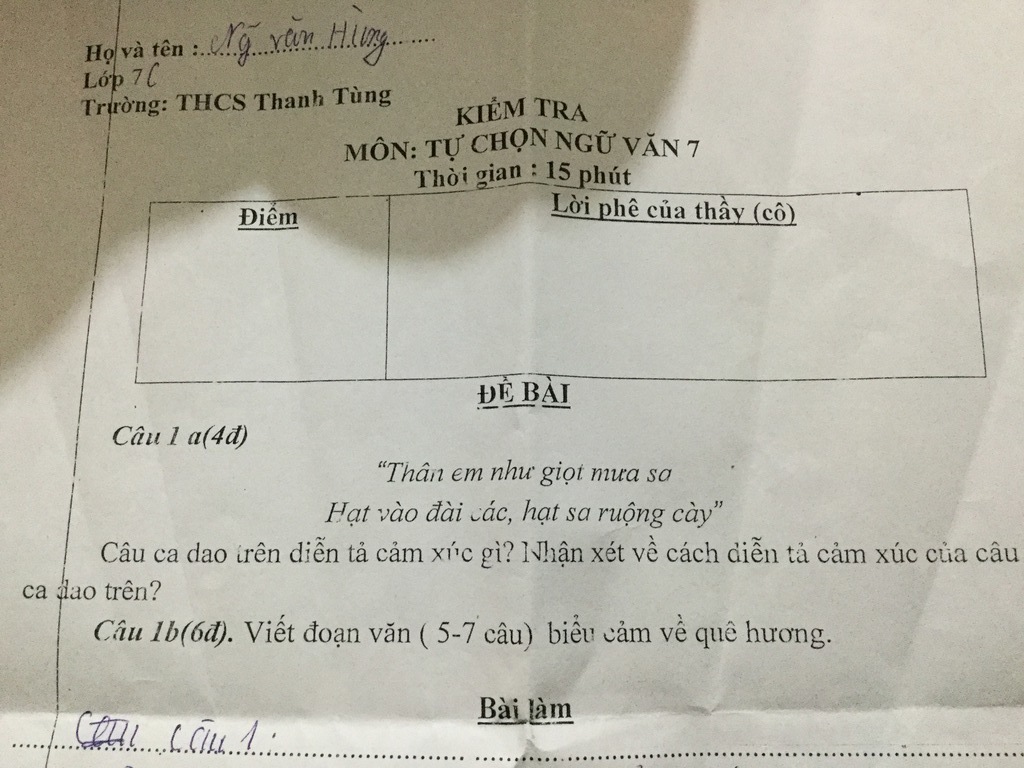 Họ và tên : Ngỹ văn Hùng
Lớp 7C
Trường: THCS Thanh Tùng
KIỂM TRA
MÔN: TỰ CHỌN NGỮ VĂN 7
Thời gian : 15 phút
Điểm
Lời phê của thầy (cô)
ĐỀ BÀI
Câu 1 a(4đ)
“Thân em như giọt mưa sa
Hạt vào đài các, hạt sa ruộng cày”
Câu ca dao trên diễn tả cảm xúc gì? Nhận xét về cách diễn tả cảm xúc của câu
ca dao trên?
Câu 1b(6đ). Viết đoạn văn ( 5-7 câu) biểu cảm về quê hương.
Bài làm
Câu 1: